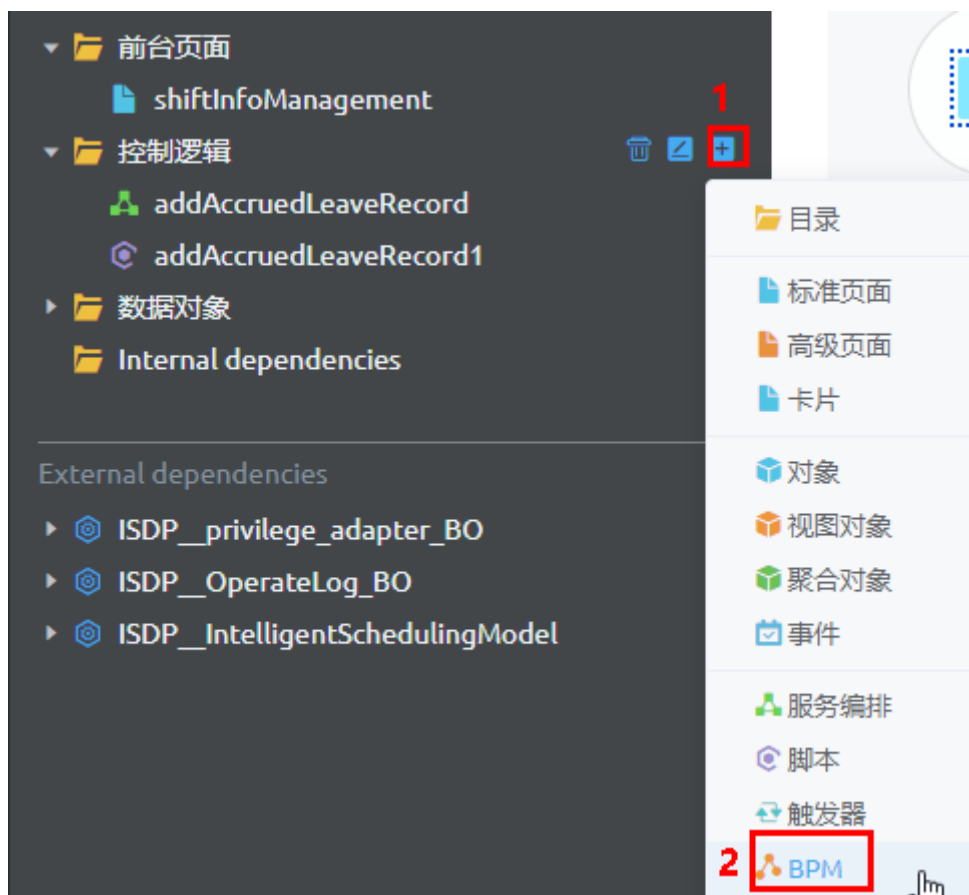 前台页面
shiftInfoManagement
1
控制逻辑
addAccruedLeaveRecord
addAccruedLeaveRecord1
数据对象
Internal dependencies
External dependencies
ISDP__privilege_adapter_BO
ISDP__OperateLog_BO
ISDP__IntelligentSchedulingModel
目录
标准页面
高级页面
卡片
对象
视图对象
聚合对象
事件
服务编排
脚本
触发器
2 BPM